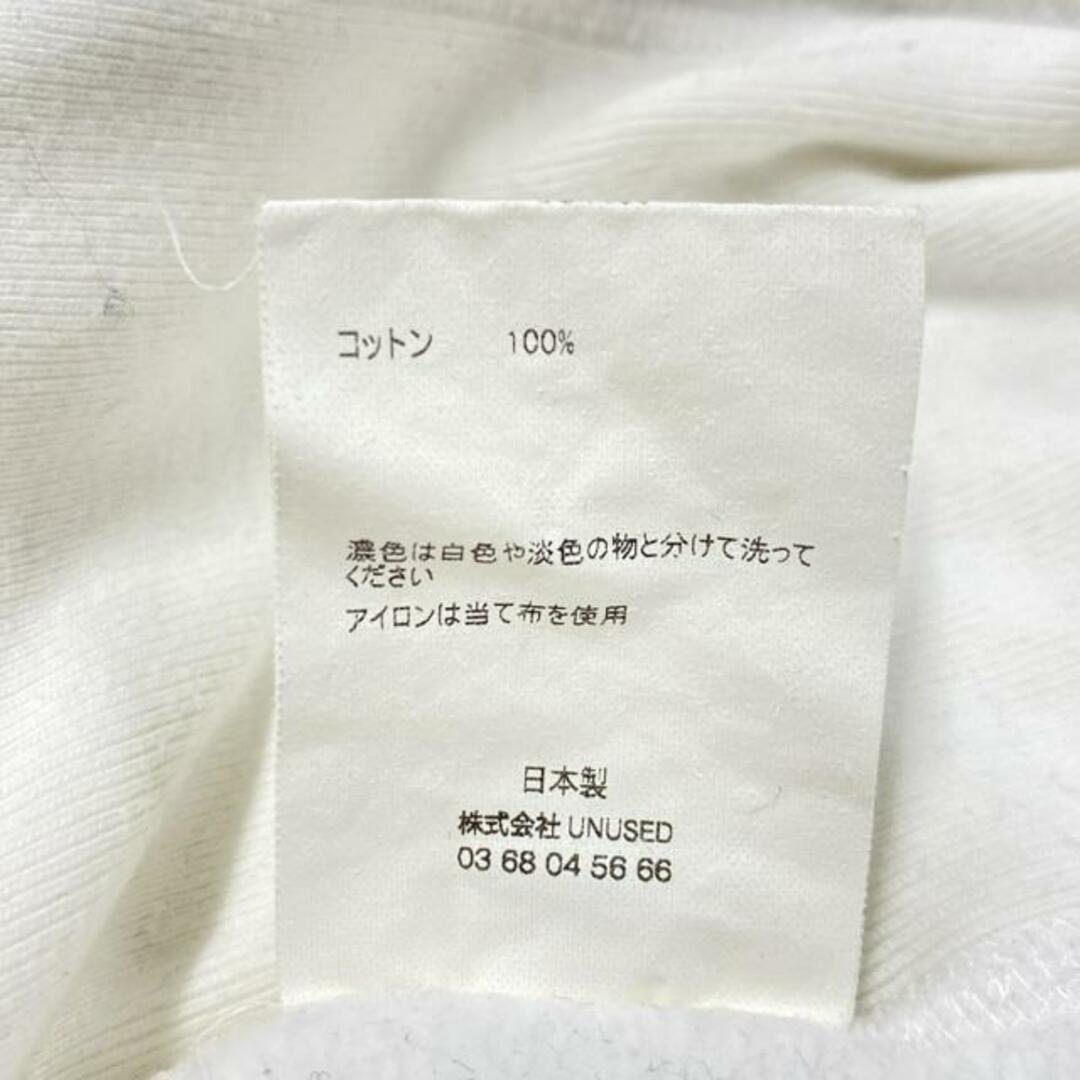 コットン 100%
濃色は白色や淡色の物と分けて洗って
ください
アイロンは当て布を使用
日本製
株式会社 UNUSED
03 68 04 56 66